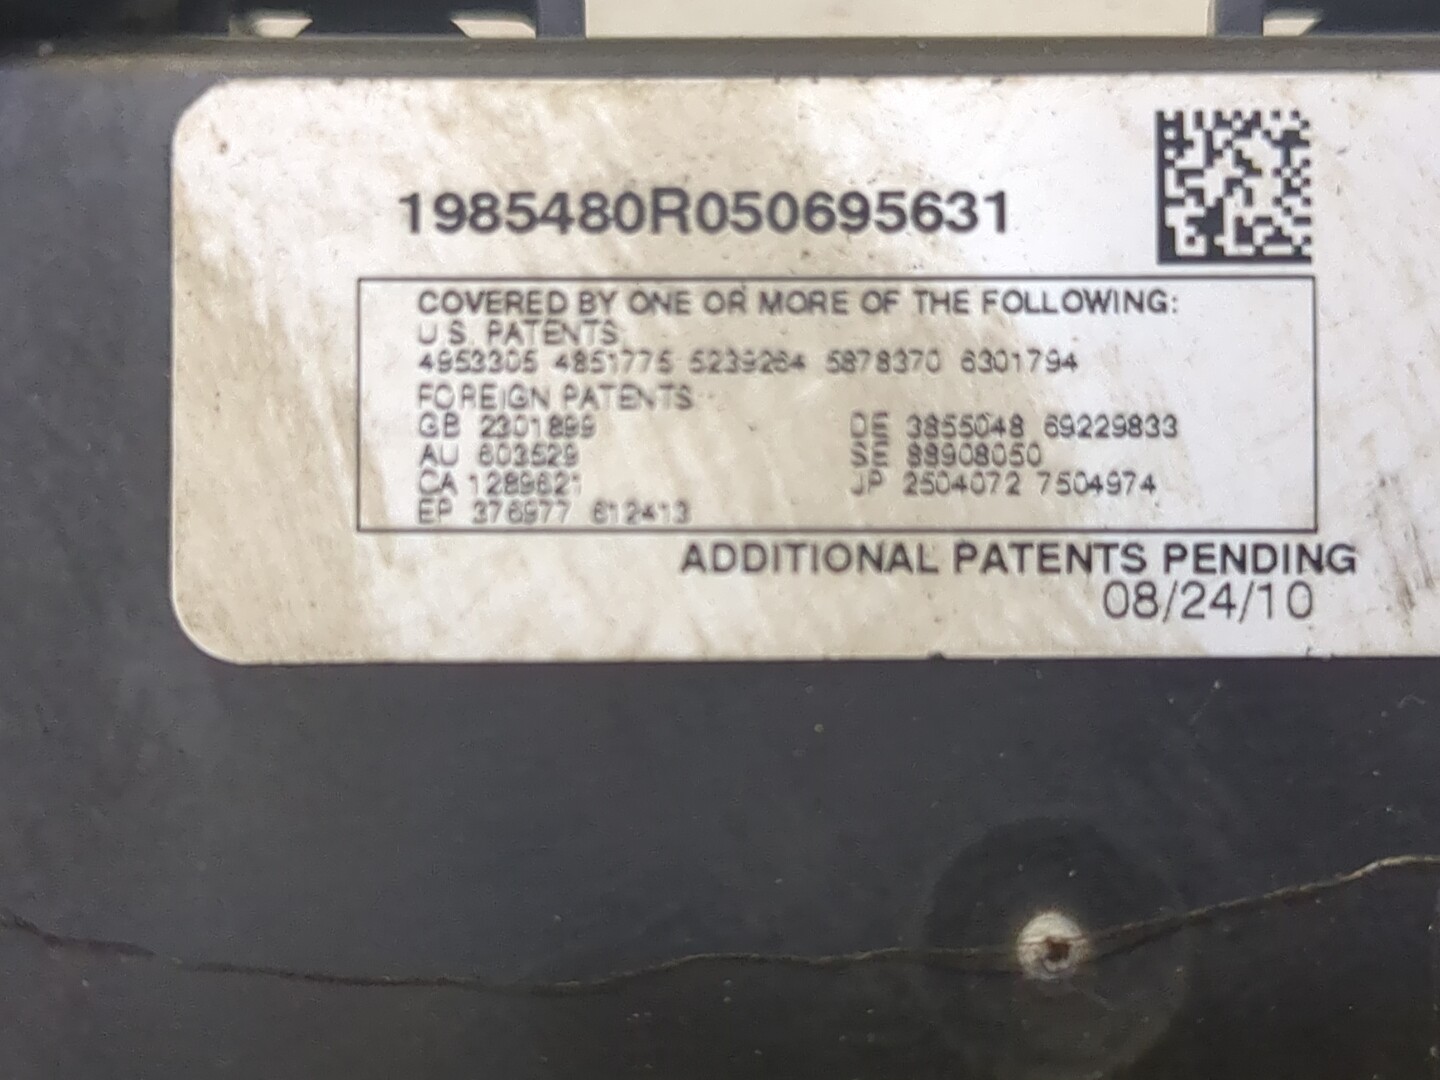 1985480R050695631
COVERED BY ONE OR MORE OF THE FOLLOWING:
U.S. PATENTS
4953305 4851775 5239264 5878370 6301794
FOREIGN PATENTS
GB 2301899
AU 603529
CA 1289621
EP 376977 612413
DE 3855048 69229833
SE 88908050
JP 2504072 7504974
ADDITIONAL PATENTS PENDING
08/24/10